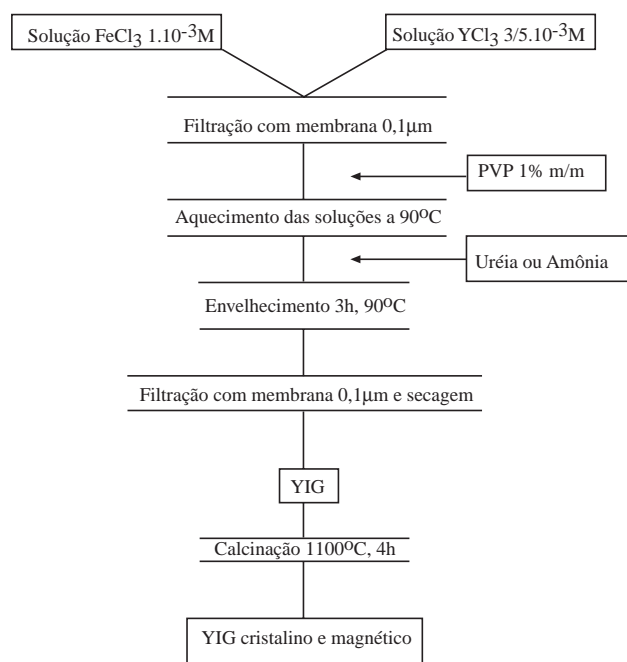 Solução FeCl3 1.10-3M
Solução YCl3 3/5.10-3M
Filtração com membrana 0,1µm
PVP 1% m/m
Aquecimento das soluções a 90ºC
Uréia ou Amônia
Envelhecimento 3h, 90ºC
Filtração com membrana 0,1µm e secagem
YIG
Calcinação 1100ºC, 4h
YIG cristalino e magnético